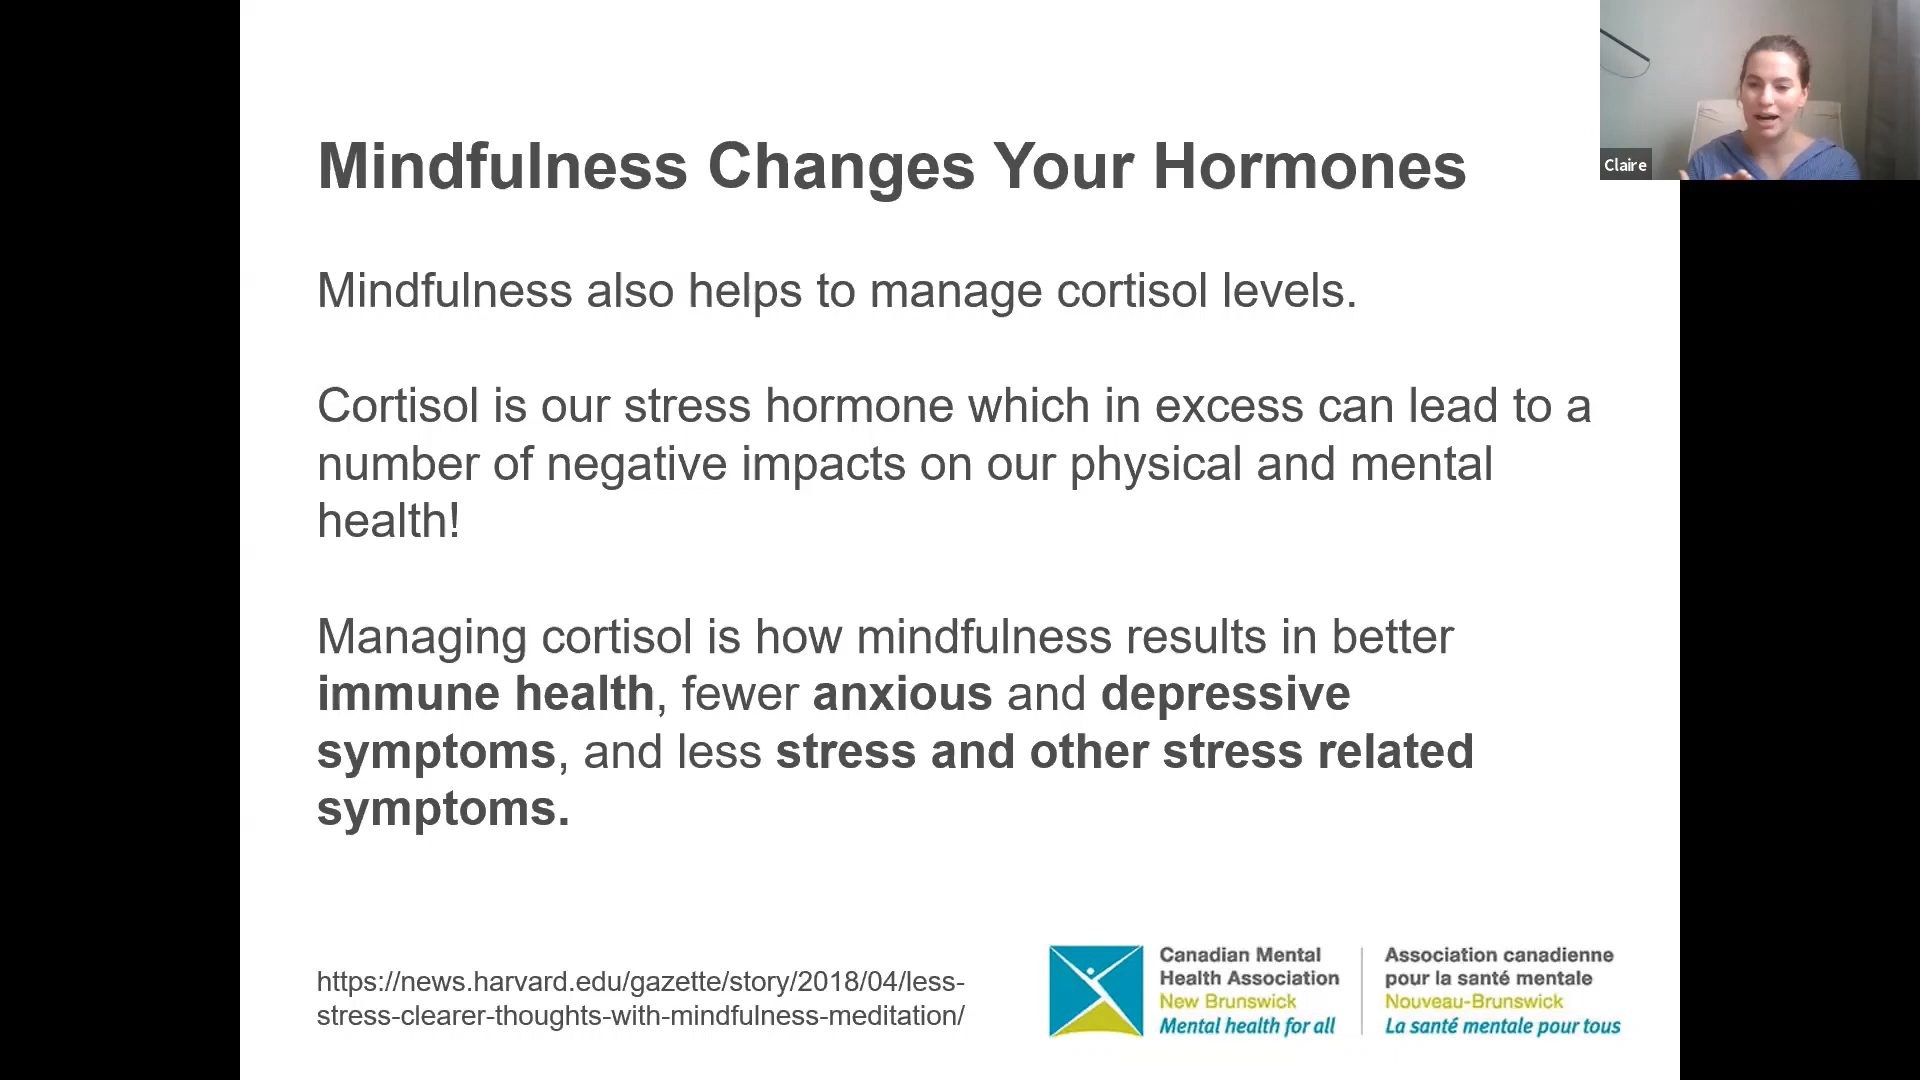 Mindfulness Changes Your Hormones
Claire
Mindfulness also helps to manage cortisol levels.
Cortisol is our stress hormone which in excess can lead to a
number of negative impacts on our physical and mental
health!
Managing cortisol is how mindfulness results in better
immune health, fewer anxious and depressive
symptoms, and less stress and other stress related
symptoms.
https://news.harvard.edu/gazette/story/2018/04/less-
stress-clearer-thoughts-with-mindfulness-meditation/
Canadian Mental
Health Association
New Brunswick
Mental health for all
Association canadienne
pour la santé mentale
Nouveau-Brunswick
La santé mentale pour tous